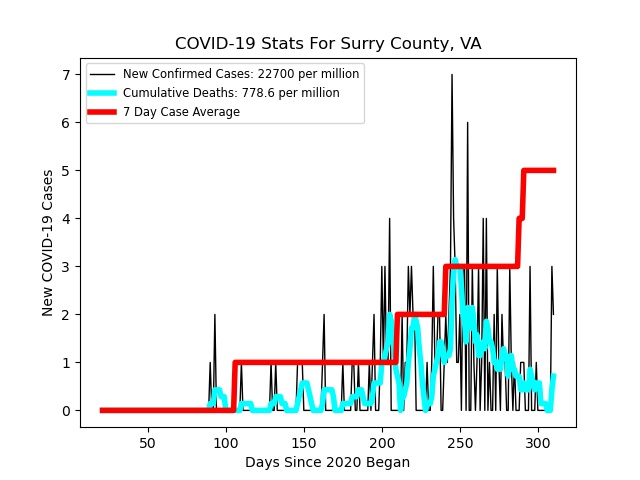 COVID-19 Stats For Surry County, VA
New Confirmed Cases: 22700 per million
Cumulative Deaths: 778.6 per million
7 Day Case Average
New COVID-19 Cases
7
6
5
4
3
2
1
0
50 100 150 200 250 300
Days Since 2020 Began